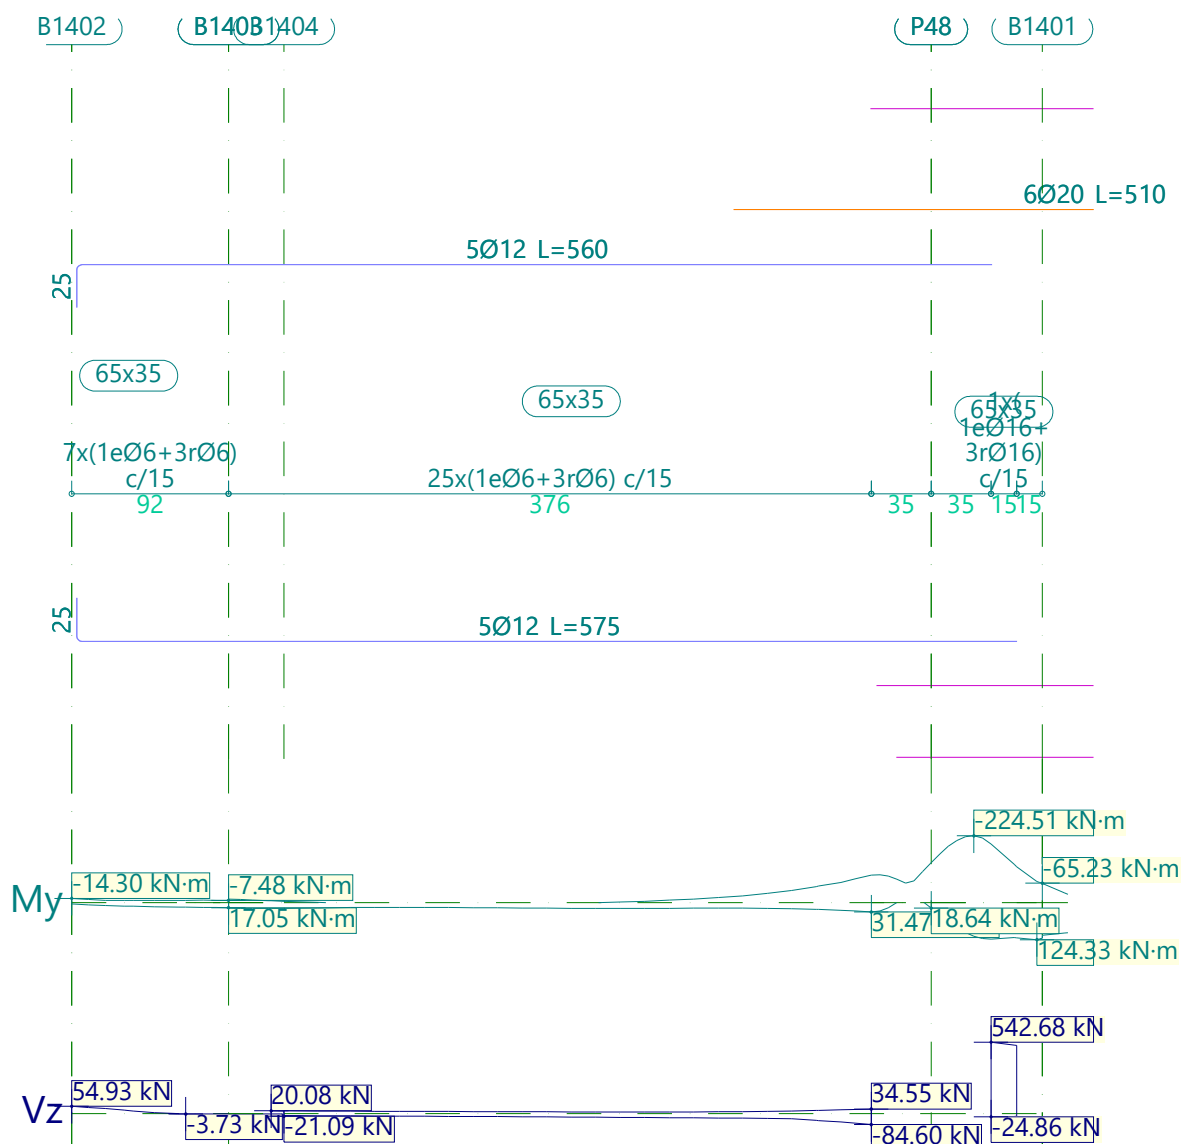 B1402
B1403
B1404
P48
B1401
6Ø20 L=510
5Ø12 L=560
25
65x35
65x35
65x35
1x(
1eØ16+
3rØ16)
c/15
7x(1eØ6+3rØ6)
c/15
25x(1eØ6+3rØ6) c/15
92
376
35
35
15
15
25
5Ø12 L=575
My
-14.30 kN·m
-7.48 kN·m
17.05 kN·m
-224.51 kN·m
-65.23 kN·m
31.47
18.64 kN·m
124.33 kN·m
Vz
54.93 kN
-3.73 kN
20.08 kN
-21.09 kN
34.55 kN
-84.60 kN
542.68 kN
-24.86 kN